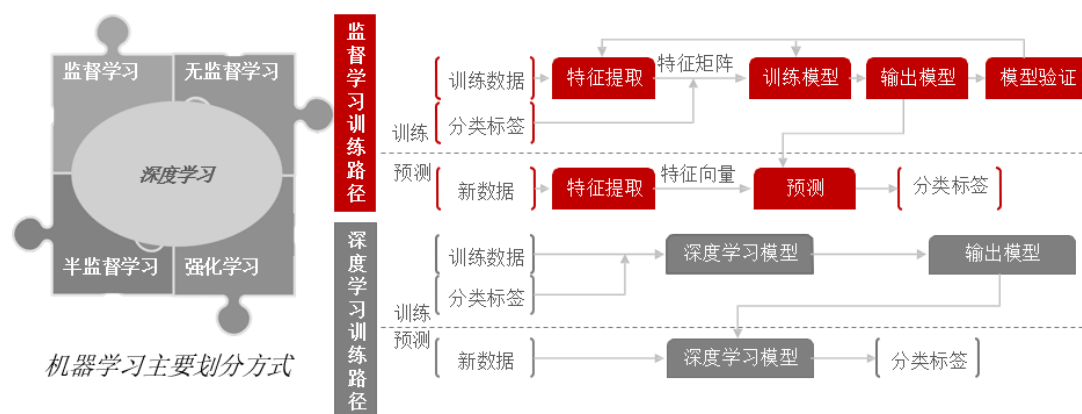 监督学习
无监督学习
深度学习
半监督学习
强化学习
机器学习主要划分方式
监督学习训练路径
训练数据
特征提取
特征矩阵
训练模型
输出模型
模型验证
分类标签
训练
预测
新数据
特征提取
特征向量
预测
分类标签
深度学习训练路径
训练数据
深度学习模型
输出模型
分类标签
训练
预测
新数据
深度学习模型
分类标签